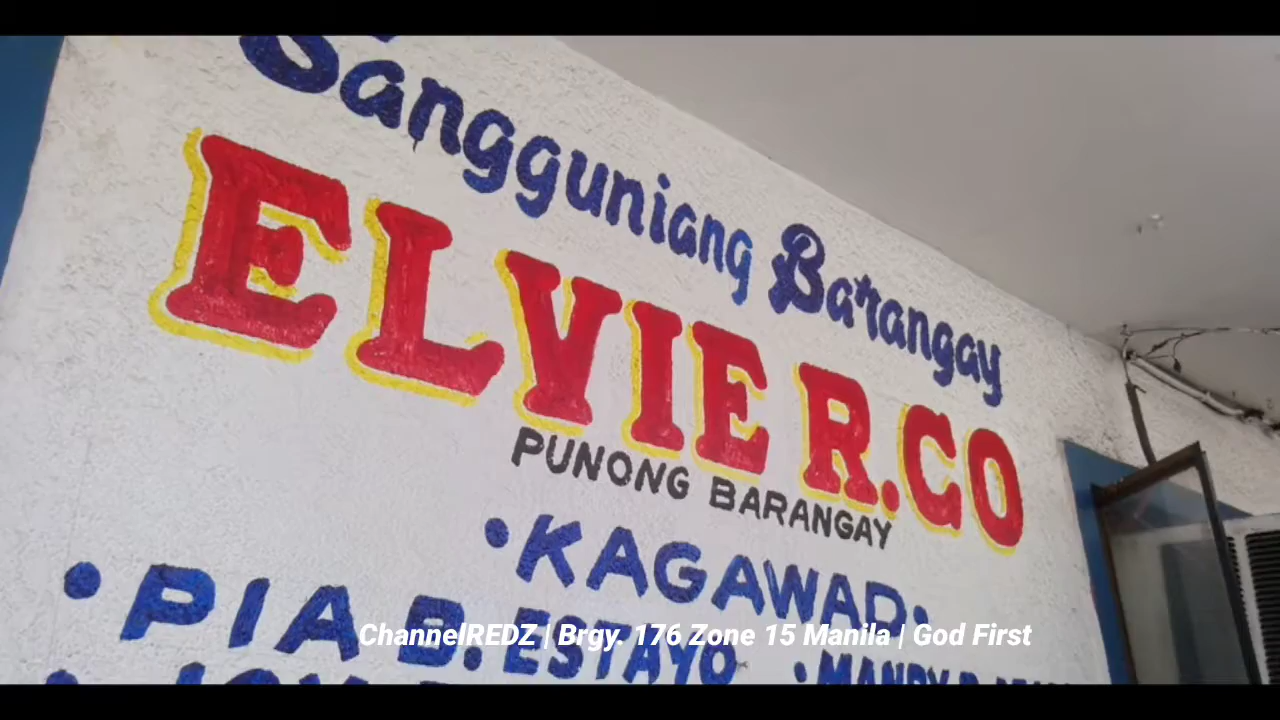 Sangguniang Barangay
ELVIE R. CO
PUNONG BARANGAY
• KAGAWAD •
• PIA B. ESTAYO
ChannelREDZ | Brgy. 176 Zone 15 Manila | God First